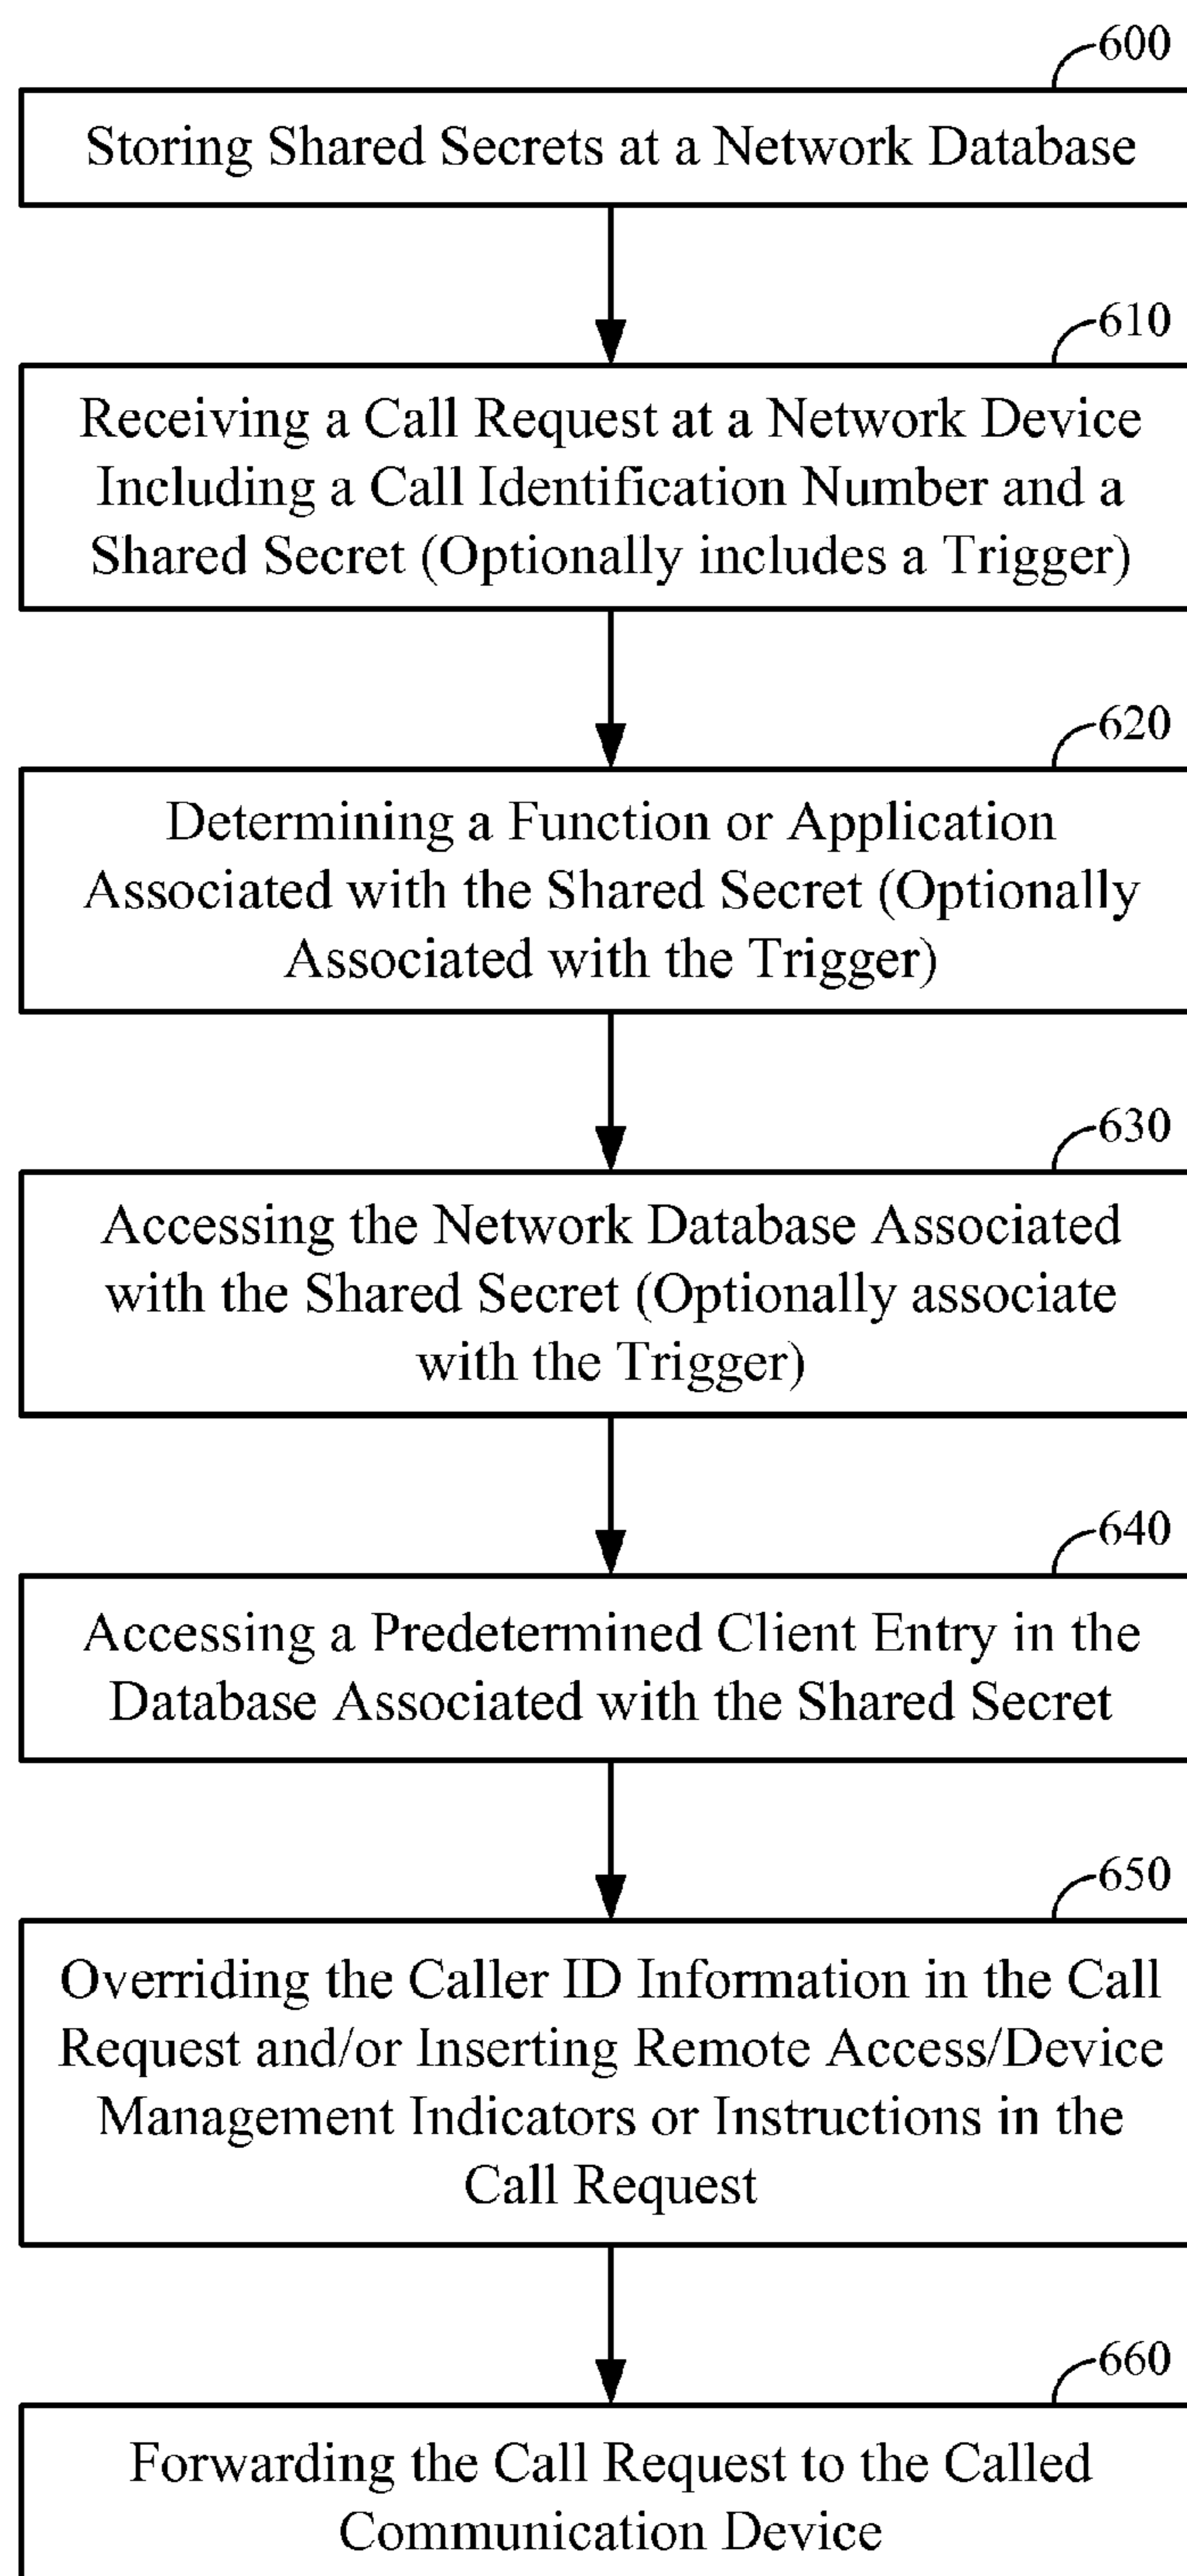 600
Storing Shared Secrets at a Network Database
610
Receiving a Call Request at a Network Device
Including a Call Identification Number and a
Shared Secret (Optionally includes a Trigger)
620
Determining a Function or Application
Associated with the Shared Secret (Optionally
Associated with the Trigger)
630
Accessing the Network Database Associated
with the Shared Secret (Optionally associate
with the Trigger)
640
Accessing a Predetermined Client Entry in the
Database Associated with the Shared Secret
650
Overriding the Caller ID Information in the Call
Request and/or Inserting Remote Access/Device
Management Indicators or Instructions in the
Call Request
660
Forwarding the Call Request to the Called
Communication Device